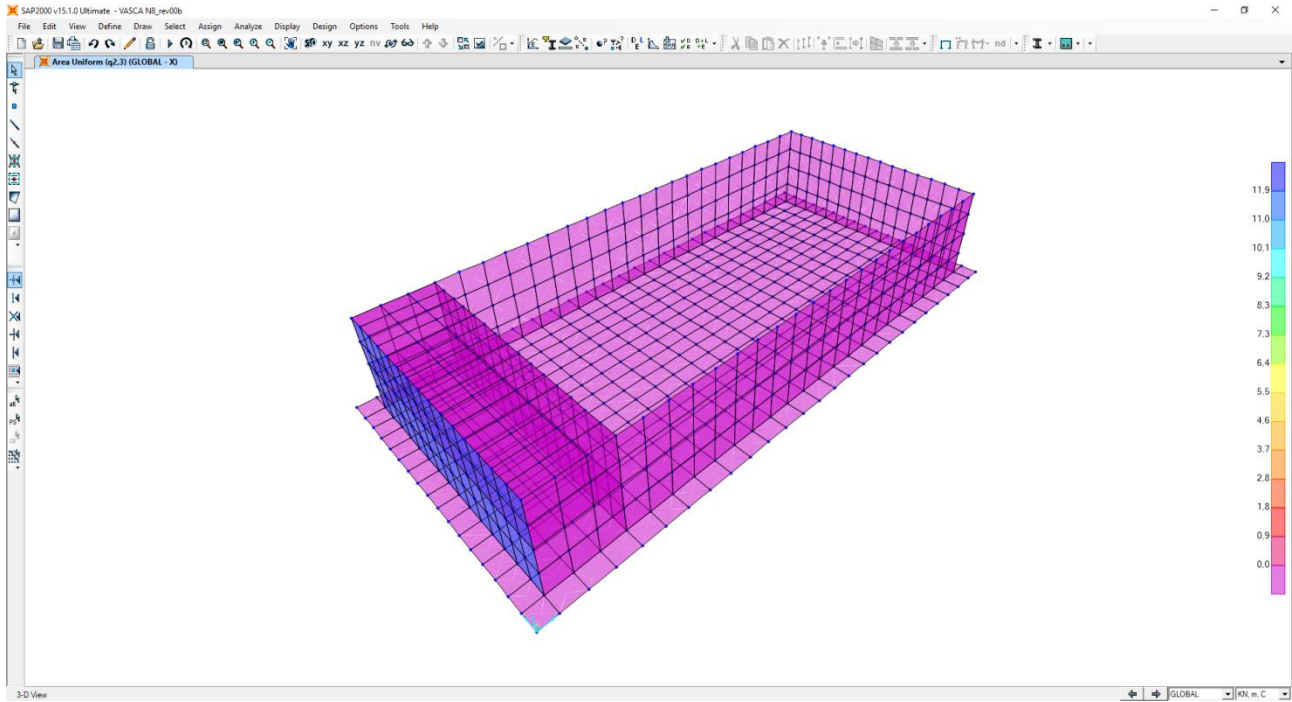 SAP2000 v15.1.0 Ultimate - VASCA N8_rev00b
File Edit View Define Draw Select Assign Analyze Display Design Options Tools Help
xy xz yz nv
nd
Area Uniform (q2,3) (GLOBAL - X)
11.9
11.0
10.1
9.2
8.3
7.3
6.4
5.5
4.6
3.7
2.8
1.8
0.9
0.0
3-D View
GLOBAL
KN, m, C